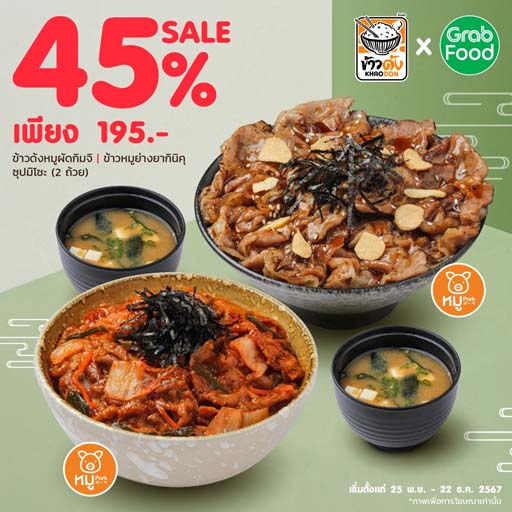 45%
SALE
ข้าวดัง
KHAODON
X
Grab
Food
เพียง 195.-
ข้าวดังหมูผัดกิมจิ | ข้าวหมูย่างยากินิคุ
ซุปมิโซะ (2 ถ้วย)
หมู Pork
หมู Pork
เริ่มตั้งแต่ 25 พ.ย. - 22 ธ.ค. 2567
*ภาพเพื่อการโฆษณาเท่านั้น